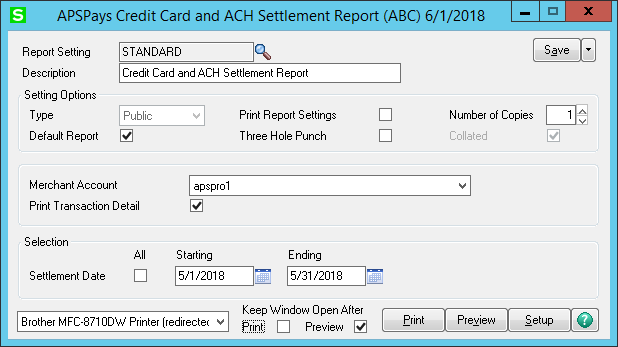 S APSPays Credit Card and ACH Settlement Report (ABC) 6/1/2018
Report Setting STANDARD Save
Description Credit Card and ACH Settlement Report
Setting Options
Type Public Print Report Settings Number of Copies 1
Default Report Three Hole Punch Collated
Merchant Account apspro1
Print Transaction Detail
Selection
All Starting Ending
Settlement Date 5/1/2018 5/31/2018
Keep Window Open After
Brother MFC-8710DW Printer (redirected Print Preview Print Preview Setup ?